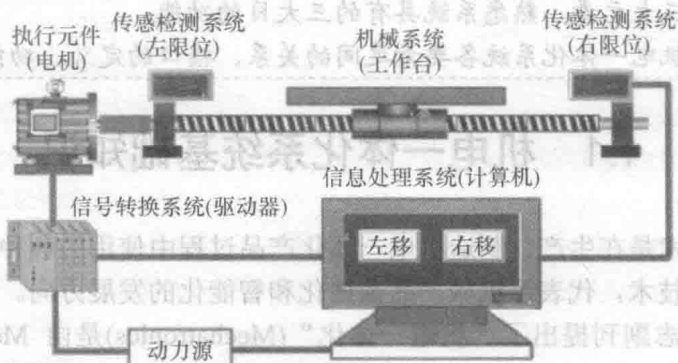 传感检测系统
(左限位)
执行元件
(电机)
机械系统
(工作台)
传感检测系统
(右限位)
信号转换系统(驱动器)
信息处理系统(计算机)
左移
右移
动力源